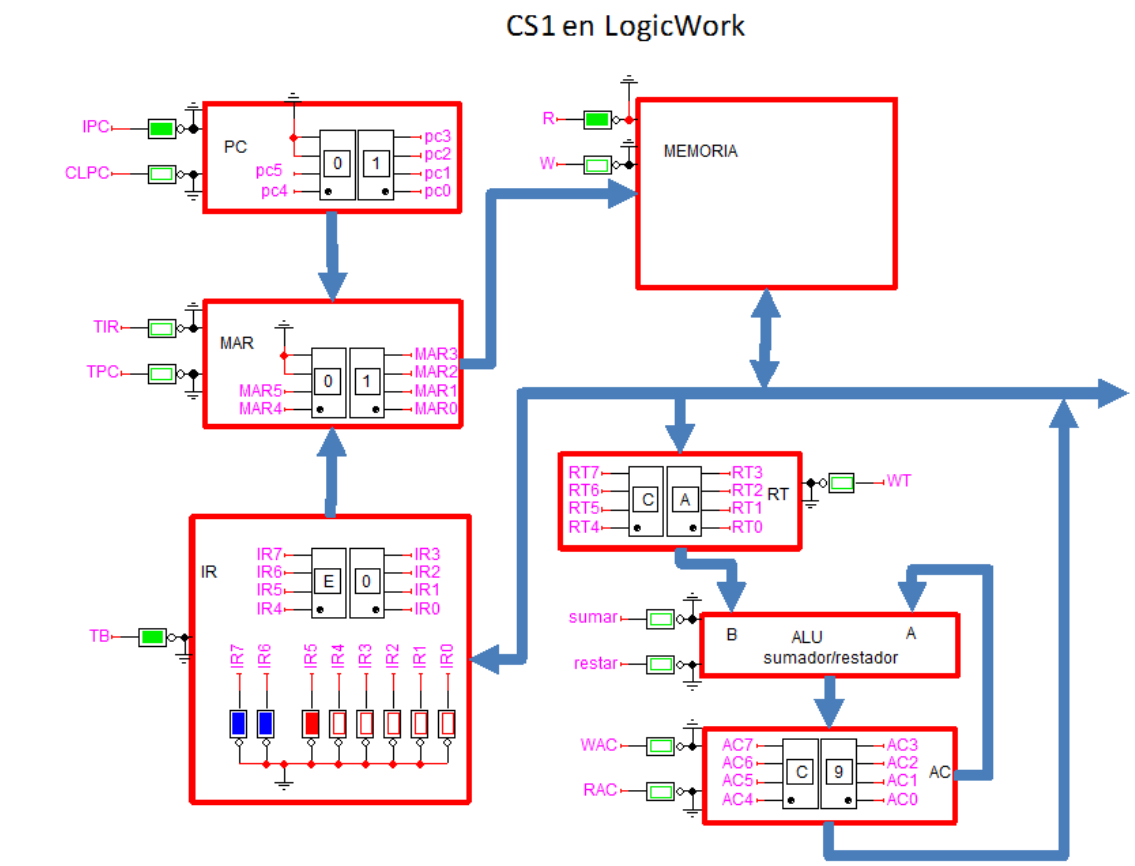 CS1 en LogicWork
IPC
CLPC
PC
pc5
pc4
0
1
pc3
pc2
pc1
pc0
R
W
MEMORIA
TIR
TPC
MAR
MAR5
MAR4
0
1
MAR3
MAR2
MAR1
MAR0
RT7
RT6
RT5
RT4
C
A
RT3
RT2
RT1
RT0
RT
WT
IR
IR7
IR6
IR5
IR4
E
0
IR3
IR2
IR1
IR0
TB
IR7
IR6
IR5
IR4
IR3
IR2
IR1
IR0
sumar
restar
B
ALU
A
sumador/restador
WAC
RAC
AC7
AC6
AC5
AC4
C
9
AC3
AC2
AC1
AC0
AC